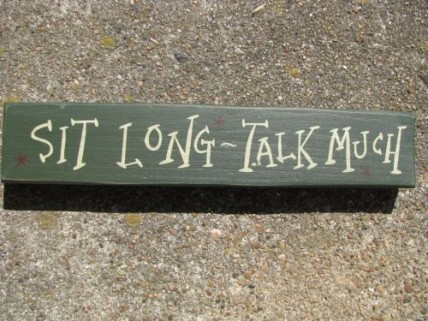 SIT LONG ~ TALK MUCH